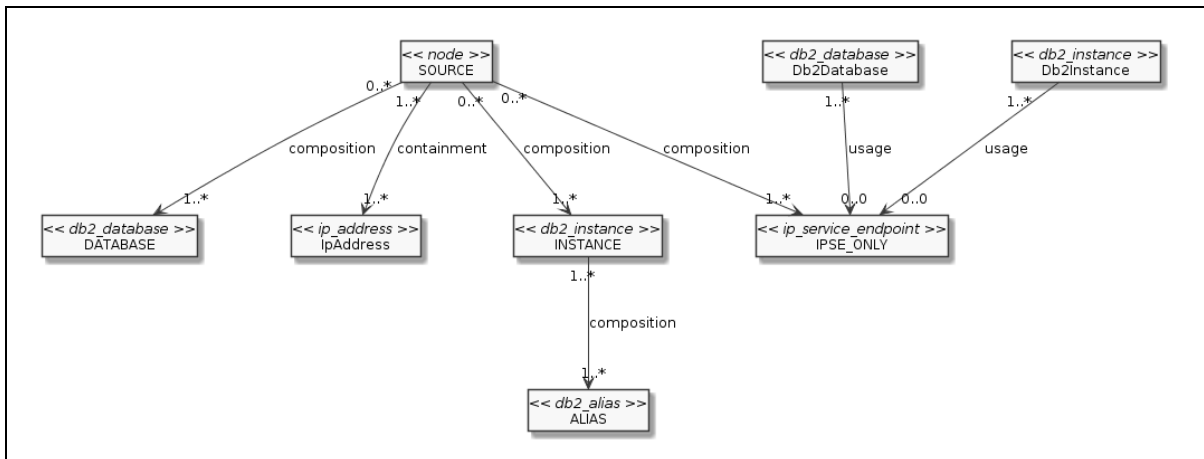 << node >>
SOURCE
<< db2_database >>
Db2Database
<< db2_instance >>
Db2Instance
0..*
1..*
0..*
0..*
1..*
1..*
composition
containment
composition
composition
usage
usage
1..*
1..*
1..*
1..*
0..0
0..0
<< db2_database >>
DATABASE
<< ip_address >>
IpAddress
<< db2_instance >>
INSTANCE
<< ip_service_endpoint >>
IPSE_ONLY
1..*
composition
1..*
<< db2_alias >>
ALIAS